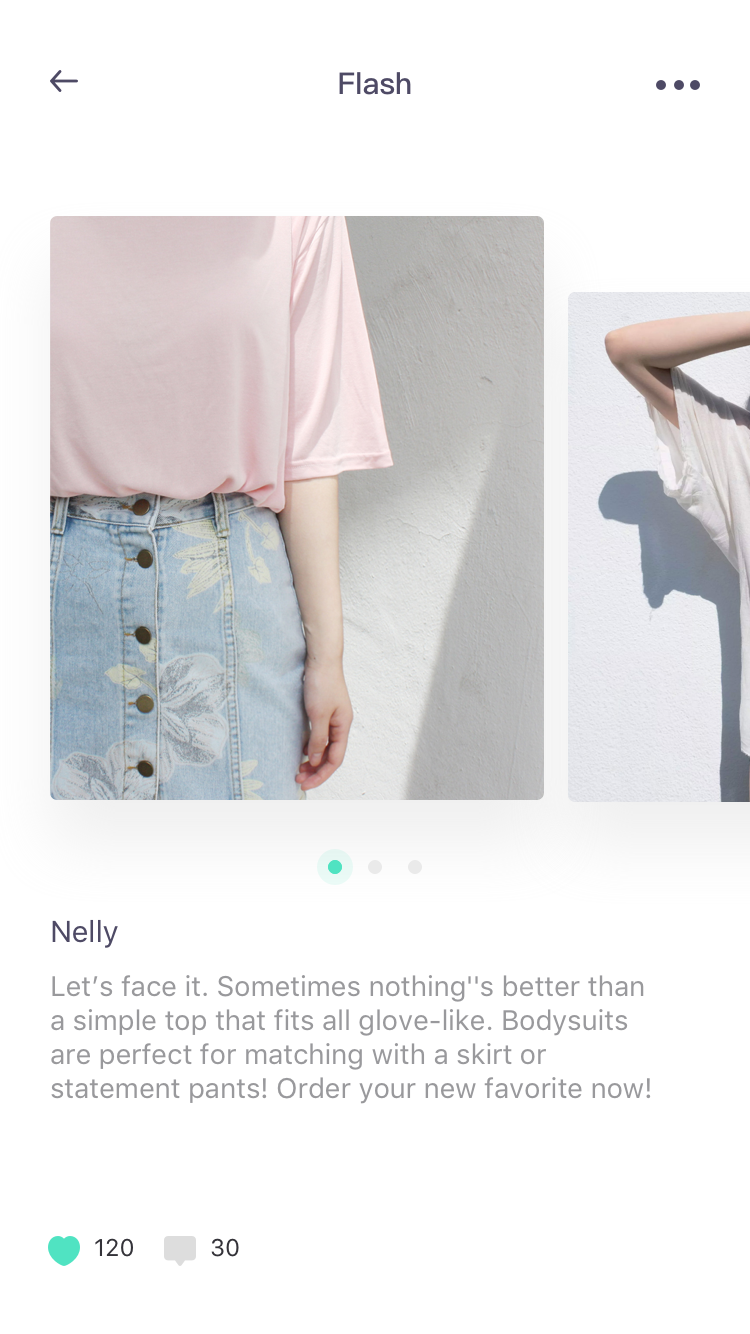 Flash
Nelly
Let’s face it. Sometimes nothing''s better than
a simple top that fits all glove-like. Bodysuits
are perfect for matching with a skirt or
statement pants! Order your new favorite now!
120 30